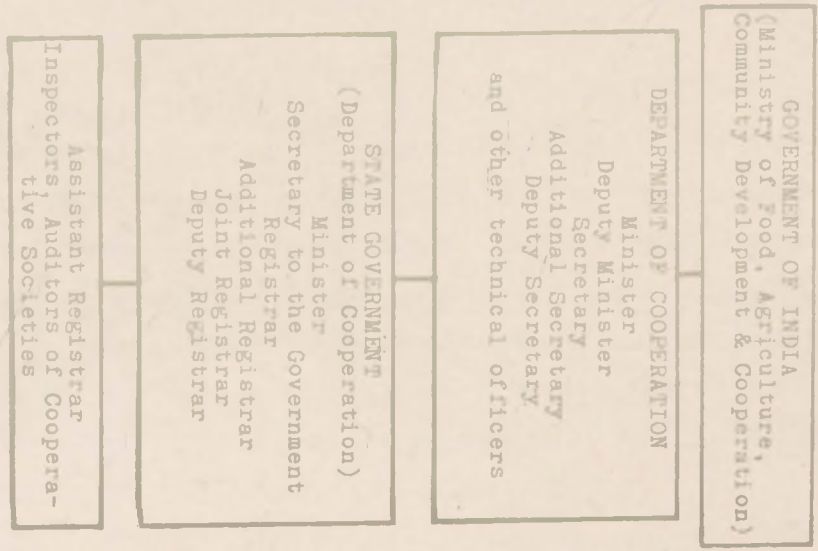 GOVERNMENT OF INDIA
(Ministry of Food, Agriculture,
Community Development & Cooperation)
DEPARTMENT OF COOPERATION
Minister
Deputy Minister
Secretary
Additional Secretary
Deputy Secretary
and other technical officers
STATE GOVERNMENT
(Department of Cooperation)
Minister
Secretary to the Government
Registrar
Additional Registrar
Joint Registrar
Deputy Registrar
Assistant Registrar
Inspectors, Auditors of Coopera-
tive Societies